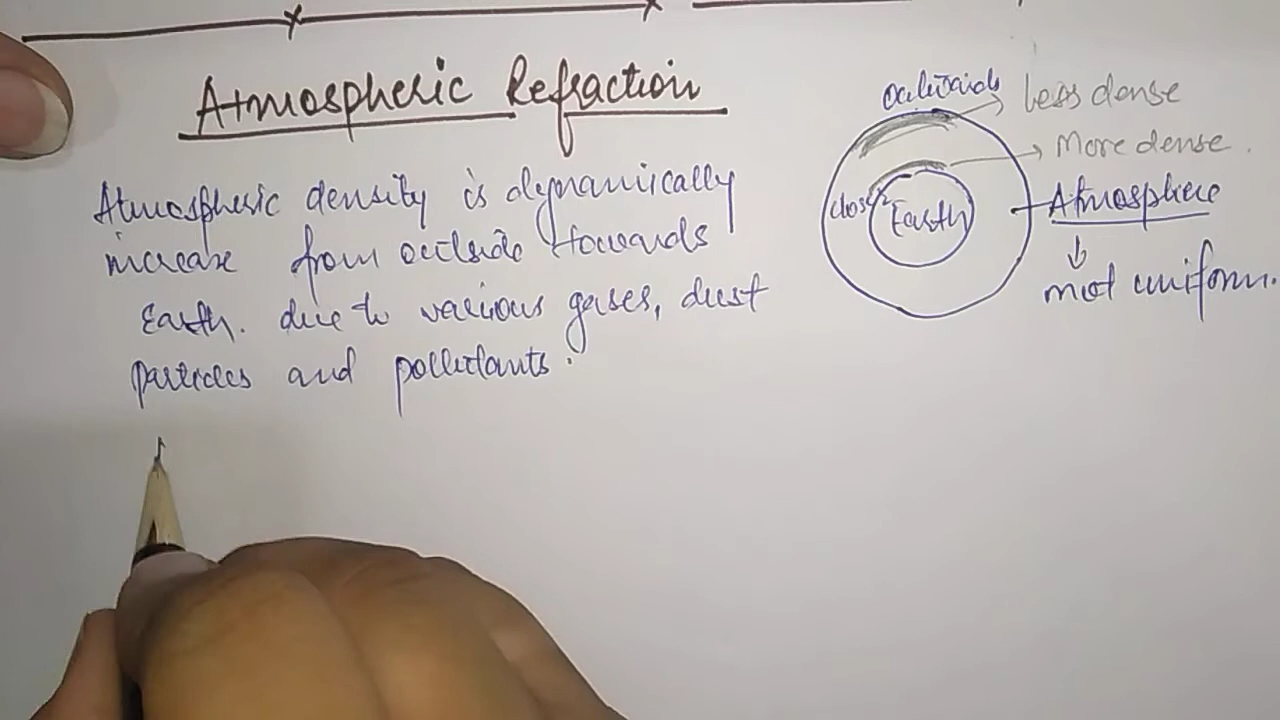 Atmospheric Refraction
Atmospheric density is dynamically
increase from outside towards
Earth. due to various gases, dust
particles and pollutants.
outwards
Less dense
More dense.
close
Earth
Atmosphere
not uniform.